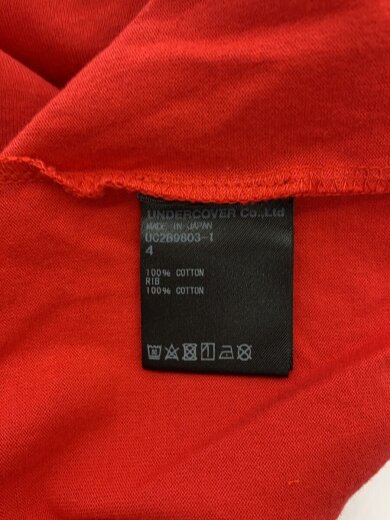 UNDERCOVER Co.,Ltd
MADE IN JAPAN
UC2B9803-1
4
100% COTTON
RIB
100% COTTON